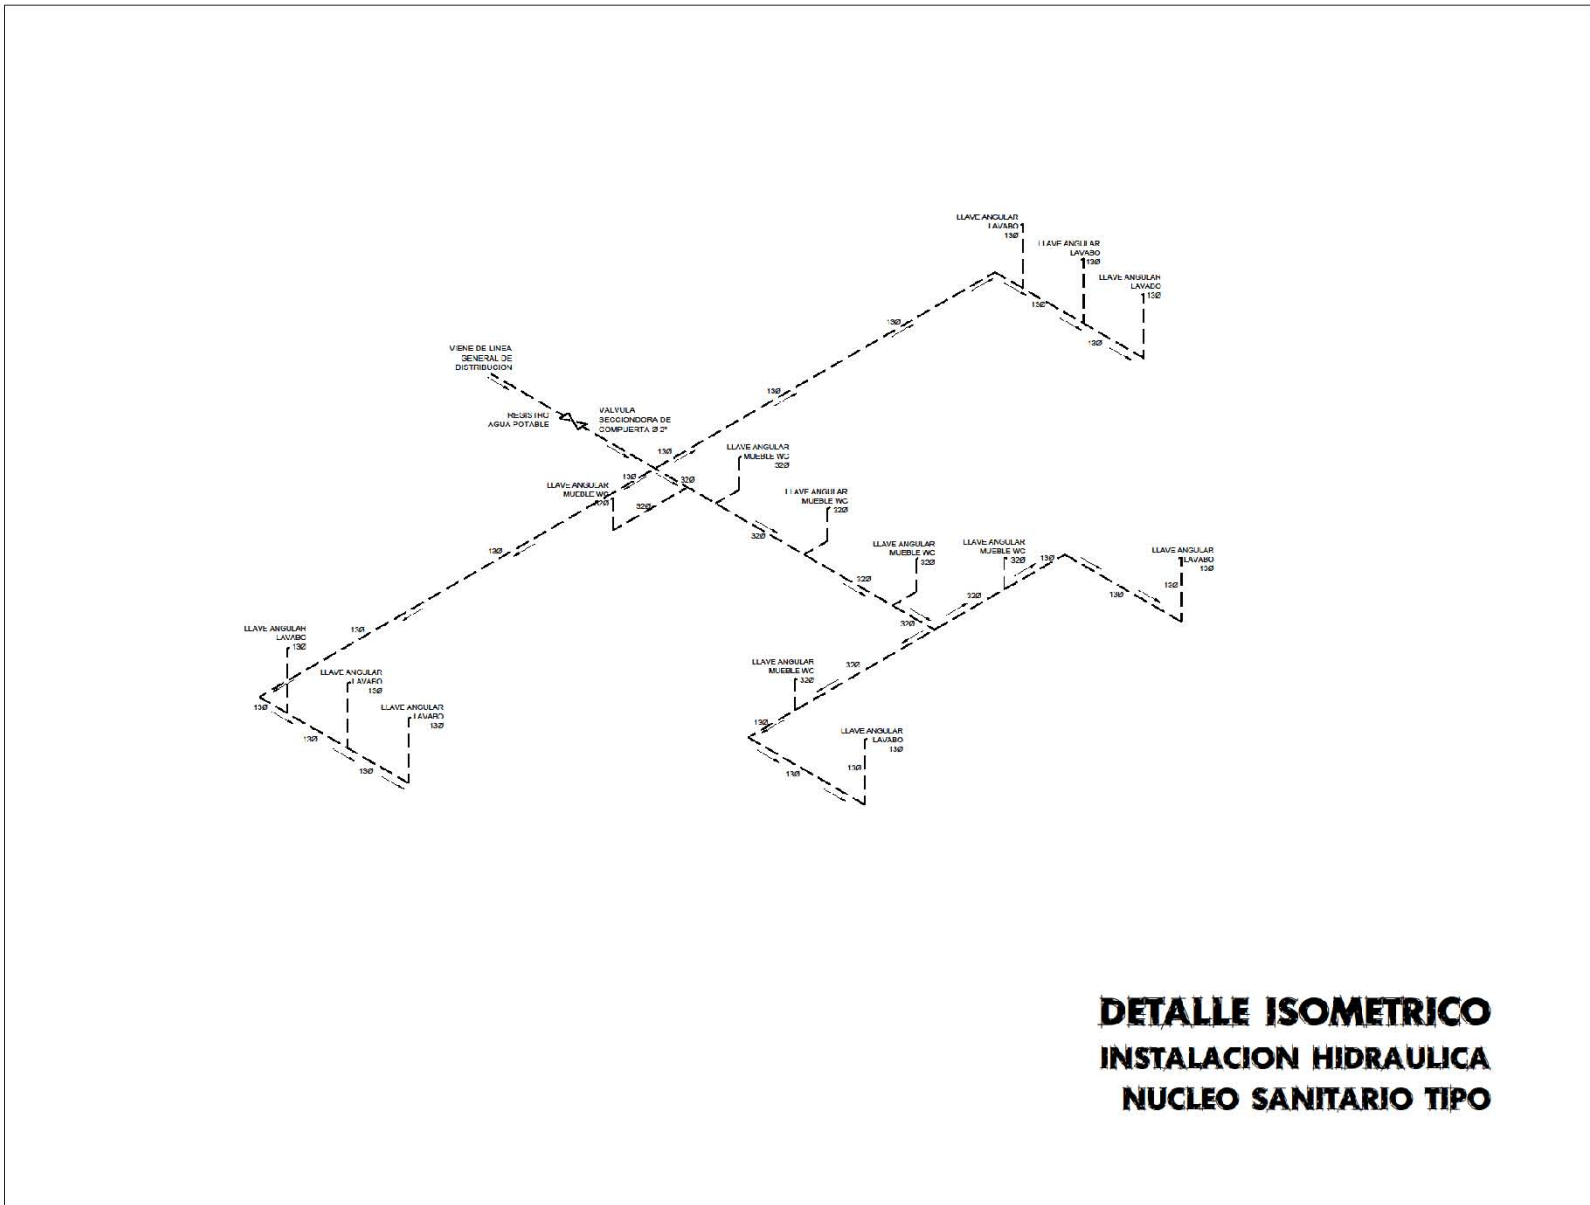 LLAVE ANGULAR
LAVABO
13Ø
LLAVE ANGULAR
LAVABO
13Ø
LLAVE ANGULAR
LAVABO
13Ø
13Ø
13Ø
13Ø
13Ø
VIENE DE LINEA
GENERAL DE
DISTRIBUCION
REGISTRO
AGUA POTABLE
VALVULA
SECCIONDORA DE
COMPUERTA Ø 2"
13Ø
13Ø
32Ø
LLAVE ANGULAR
MUEBLE WC
32Ø
LLAVE ANGULAR
MUEBLE WC
32Ø
32Ø
LLAVE ANGULAR
MUEBLE WC
32Ø
32Ø
LLAVE ANGULAR
MUEBLE WC
32Ø
32Ø
32Ø
LLAVE ANGULAR
MUEBLE WC
32Ø
32Ø
13Ø
LLAVE ANGULAR
LAVABO
13Ø
13Ø
13Ø
13Ø
13Ø
LLAVE ANGULAR
LAVABO
13Ø
LLAVE ANGULAR
LAVABO
13Ø
LLAVE ANGULAR
LAVABO
13Ø
13Ø
13Ø
13Ø
32Ø
LLAVE ANGULAR
MUEBLE WC
32Ø
13Ø
LLAVE ANGULAR
LAVABO
13Ø
13Ø
13Ø
DETALLE ISOMETRICO
INSTALACION HIDRAULICA
NUCLEO SANITARIO TIPO